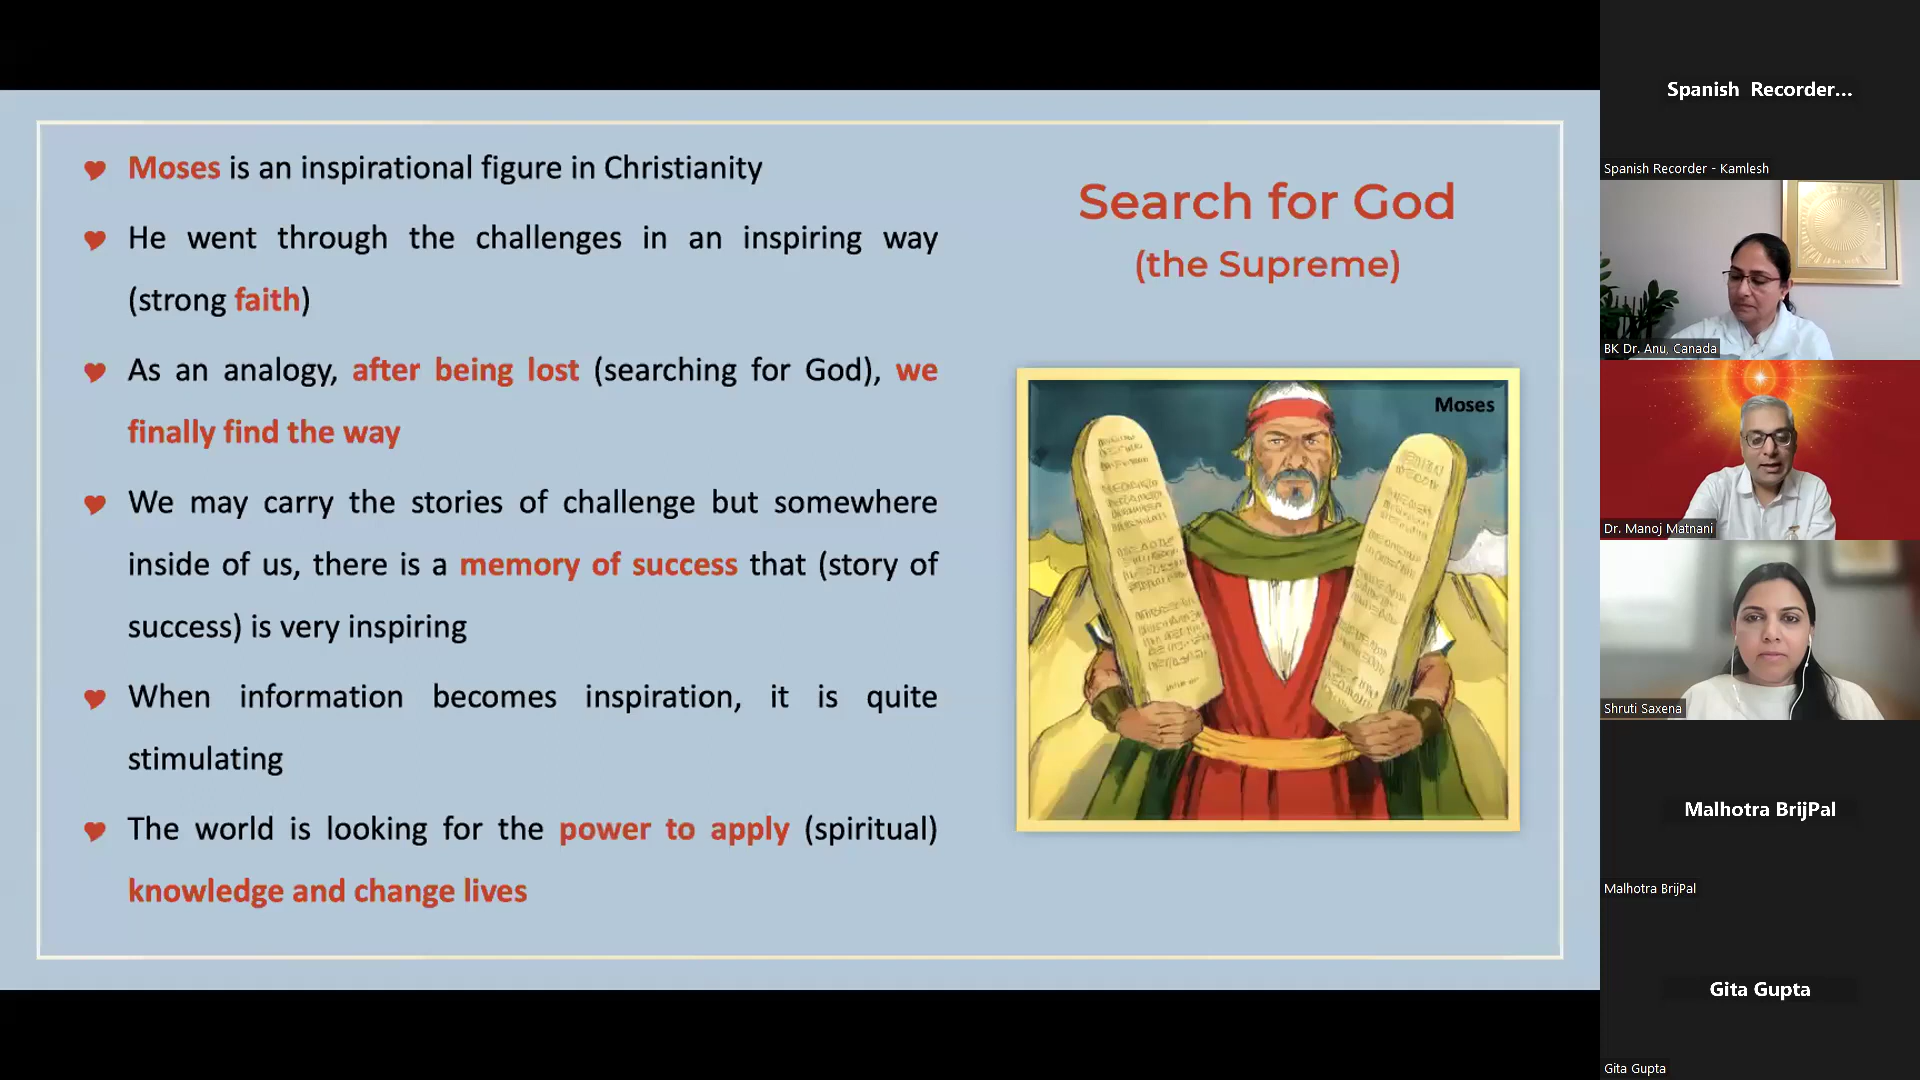 Moses is an inspirational figure in Christianity
He went through the challenges in an inspiring way
(strong faith)
As an analogy, after being lost (searching for God), we
finally find the way
We may carry the stories of challenge but somewhere
inside of us, there is a memory of success that (story of
success) is very inspiring
When information becomes inspiration, it is quite
stimulating
The world is looking for the power to apply (spiritual)
knowledge and change lives
Search for God
(the Supreme)
Moses
Spanish Recorder...
Spanish Recorder - Kamlesh
BK Dr. Anu, Canada
Dr. Manoj Matnani
Shruti Saxena
Malhotra BrijPal
Malhotra BrijPal
Gita Gupta
Gita Gupta